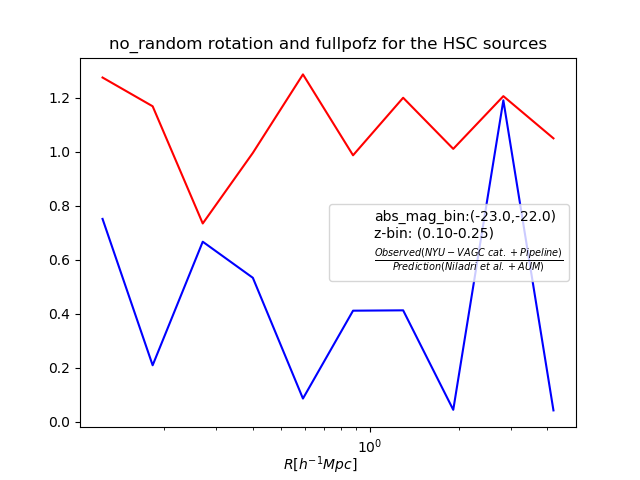 no_random rotation and fullpofz for the HSC sources
1.2
1.0
0.8
0.6
0.4
0.2
0.0
abs_mag_bin:(-23.0,-22.0)
z-bin: (0.10-0.25)
Observed(NYU − VAGC cat. + Pipeline)
Prediction(Niladri et al. + AUM)
10⁰
R[h⁻¹Mpc]